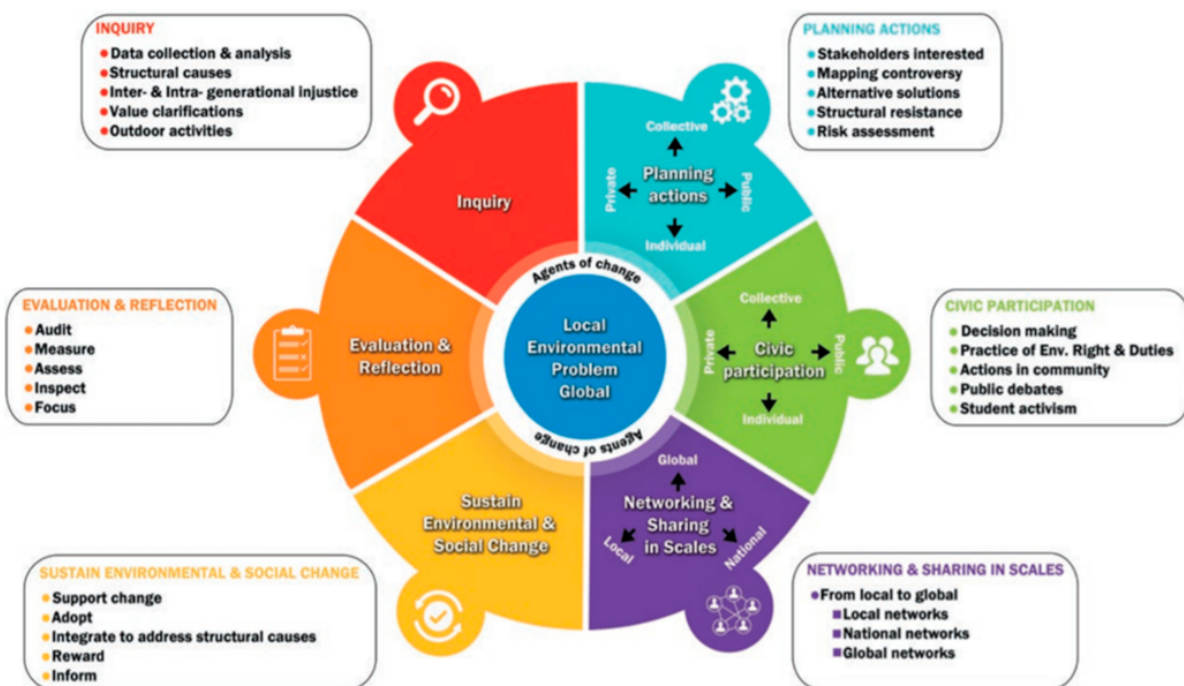 INQUIRY
Data collection & analysis
Structural causes
Inter- & Intra- generational injustice
Value clarifications
Outdoor activities
PLANNING ACTIONS
Stakeholders interested
Mapping controversy
Alternative solutions
Structural resistance
Risk assessment
Inquiry
Collective
Private
Planning
actions
Public
Individual
EVALUATION & REFLECTION
Audit
Measure
Assess
Inspect
Focus
Evaluation &
Reflection
Agents of change
Local
Environmental
Problem
Global
Agents of change
Collective
Private
Civic
participation
Public
Individual
CIVIC PARTICIPATION
Decision making
Practice of Env. Right & Duties
Actions in community
Public debates
Student activism
Sustain
Environmental &
Social Change
Global
Networking &
Sharing
in Scales
Local
National
SUSTAIN ENVIRONMENTAL & SOCIAL CHANGE
Support change
Adopt
Integrate to address structural causes
Reward
Inform
NETWORKING & SHARING IN SCALES
From local to global
Local networks
National networks
Global networks